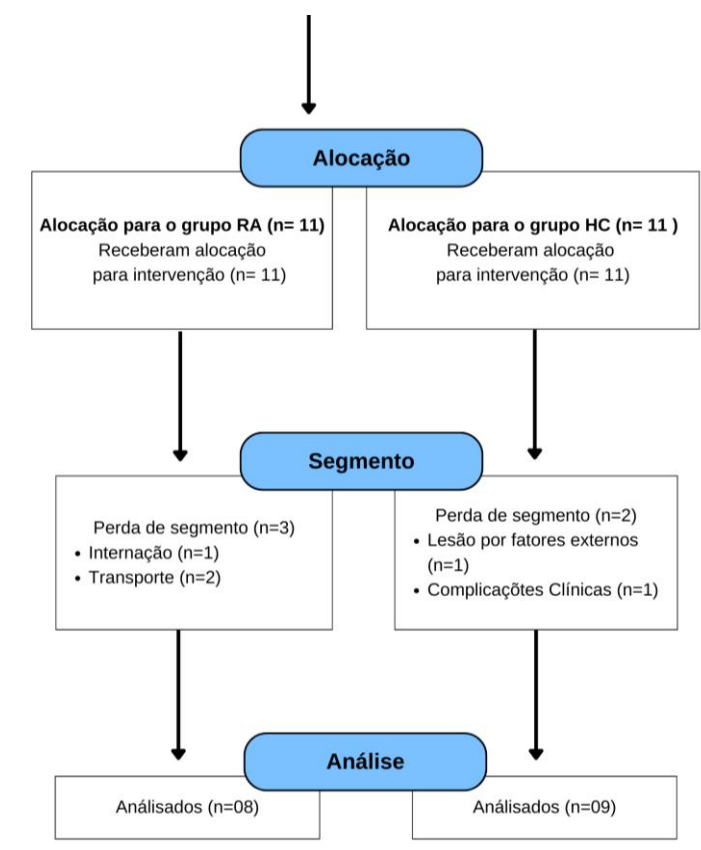 Alocação
Alocação para o grupo RA (n= 11)
Receberam alocação
para intervenção (n= 11)
Alocação para o grupo HC (n= 11 )
Receberam alocação
para intervenção (n= 11)
Segmento
Perda de segmento (n=3)
• Internação (n=1)
• Transporte (n=2)
Perda de segmento (n=2)
• Lesão por fatores externos
(n=1)
• Complicaçõtes Clínicas (n=1)
Análise
Análisados (n=08)
Análisados (n=09)